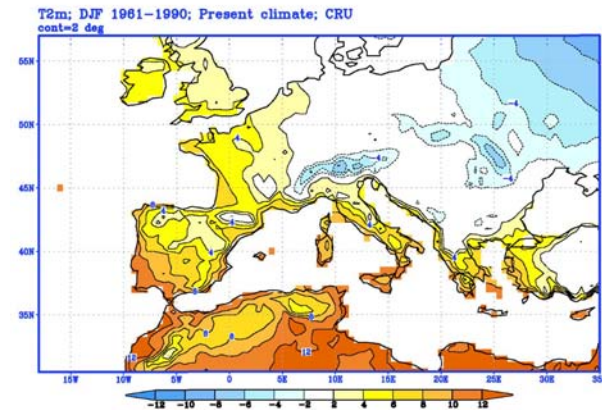 T2m; DJF 1961-1990; Present climate; CRU
cont=2 deg
55N
50N
45N
40N
35N
15W 10W 5W 0 5E 10E 15E 20E 25E 30E 35
-12 -10 -8 -6 -4 -2 2 4 6 8 10 12